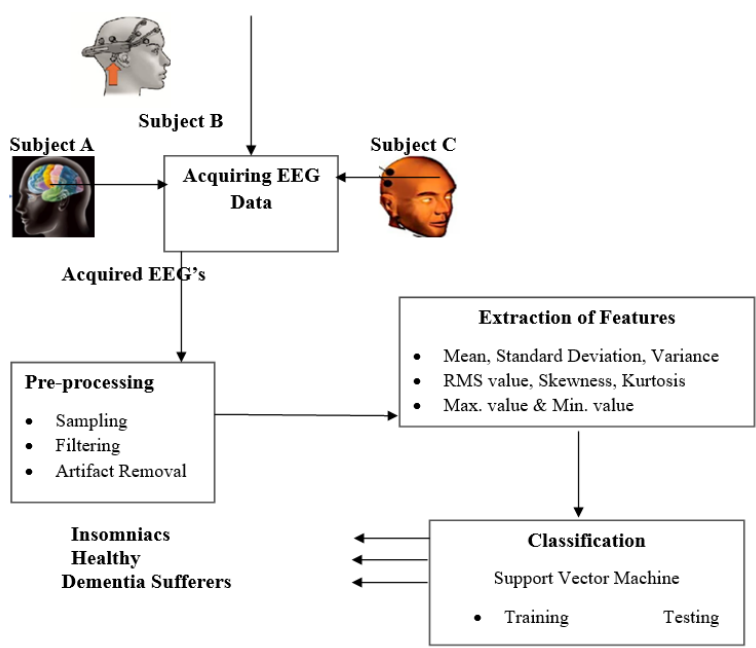 Subject B
Subject A
Subject C
Acquiring EEG
Data
Acquired EEG’s
Extraction of Features
• Mean, Standard Deviation, Variance
• RMS value, Skewness, Kurtosis
• Max. value & Min. value
Pre-processing
• Sampling
• Filtering
• Artifact Removal
Insomniacs
Healthy
Dementia Sufferers
Classification
Support Vector Machine
• Training Testing